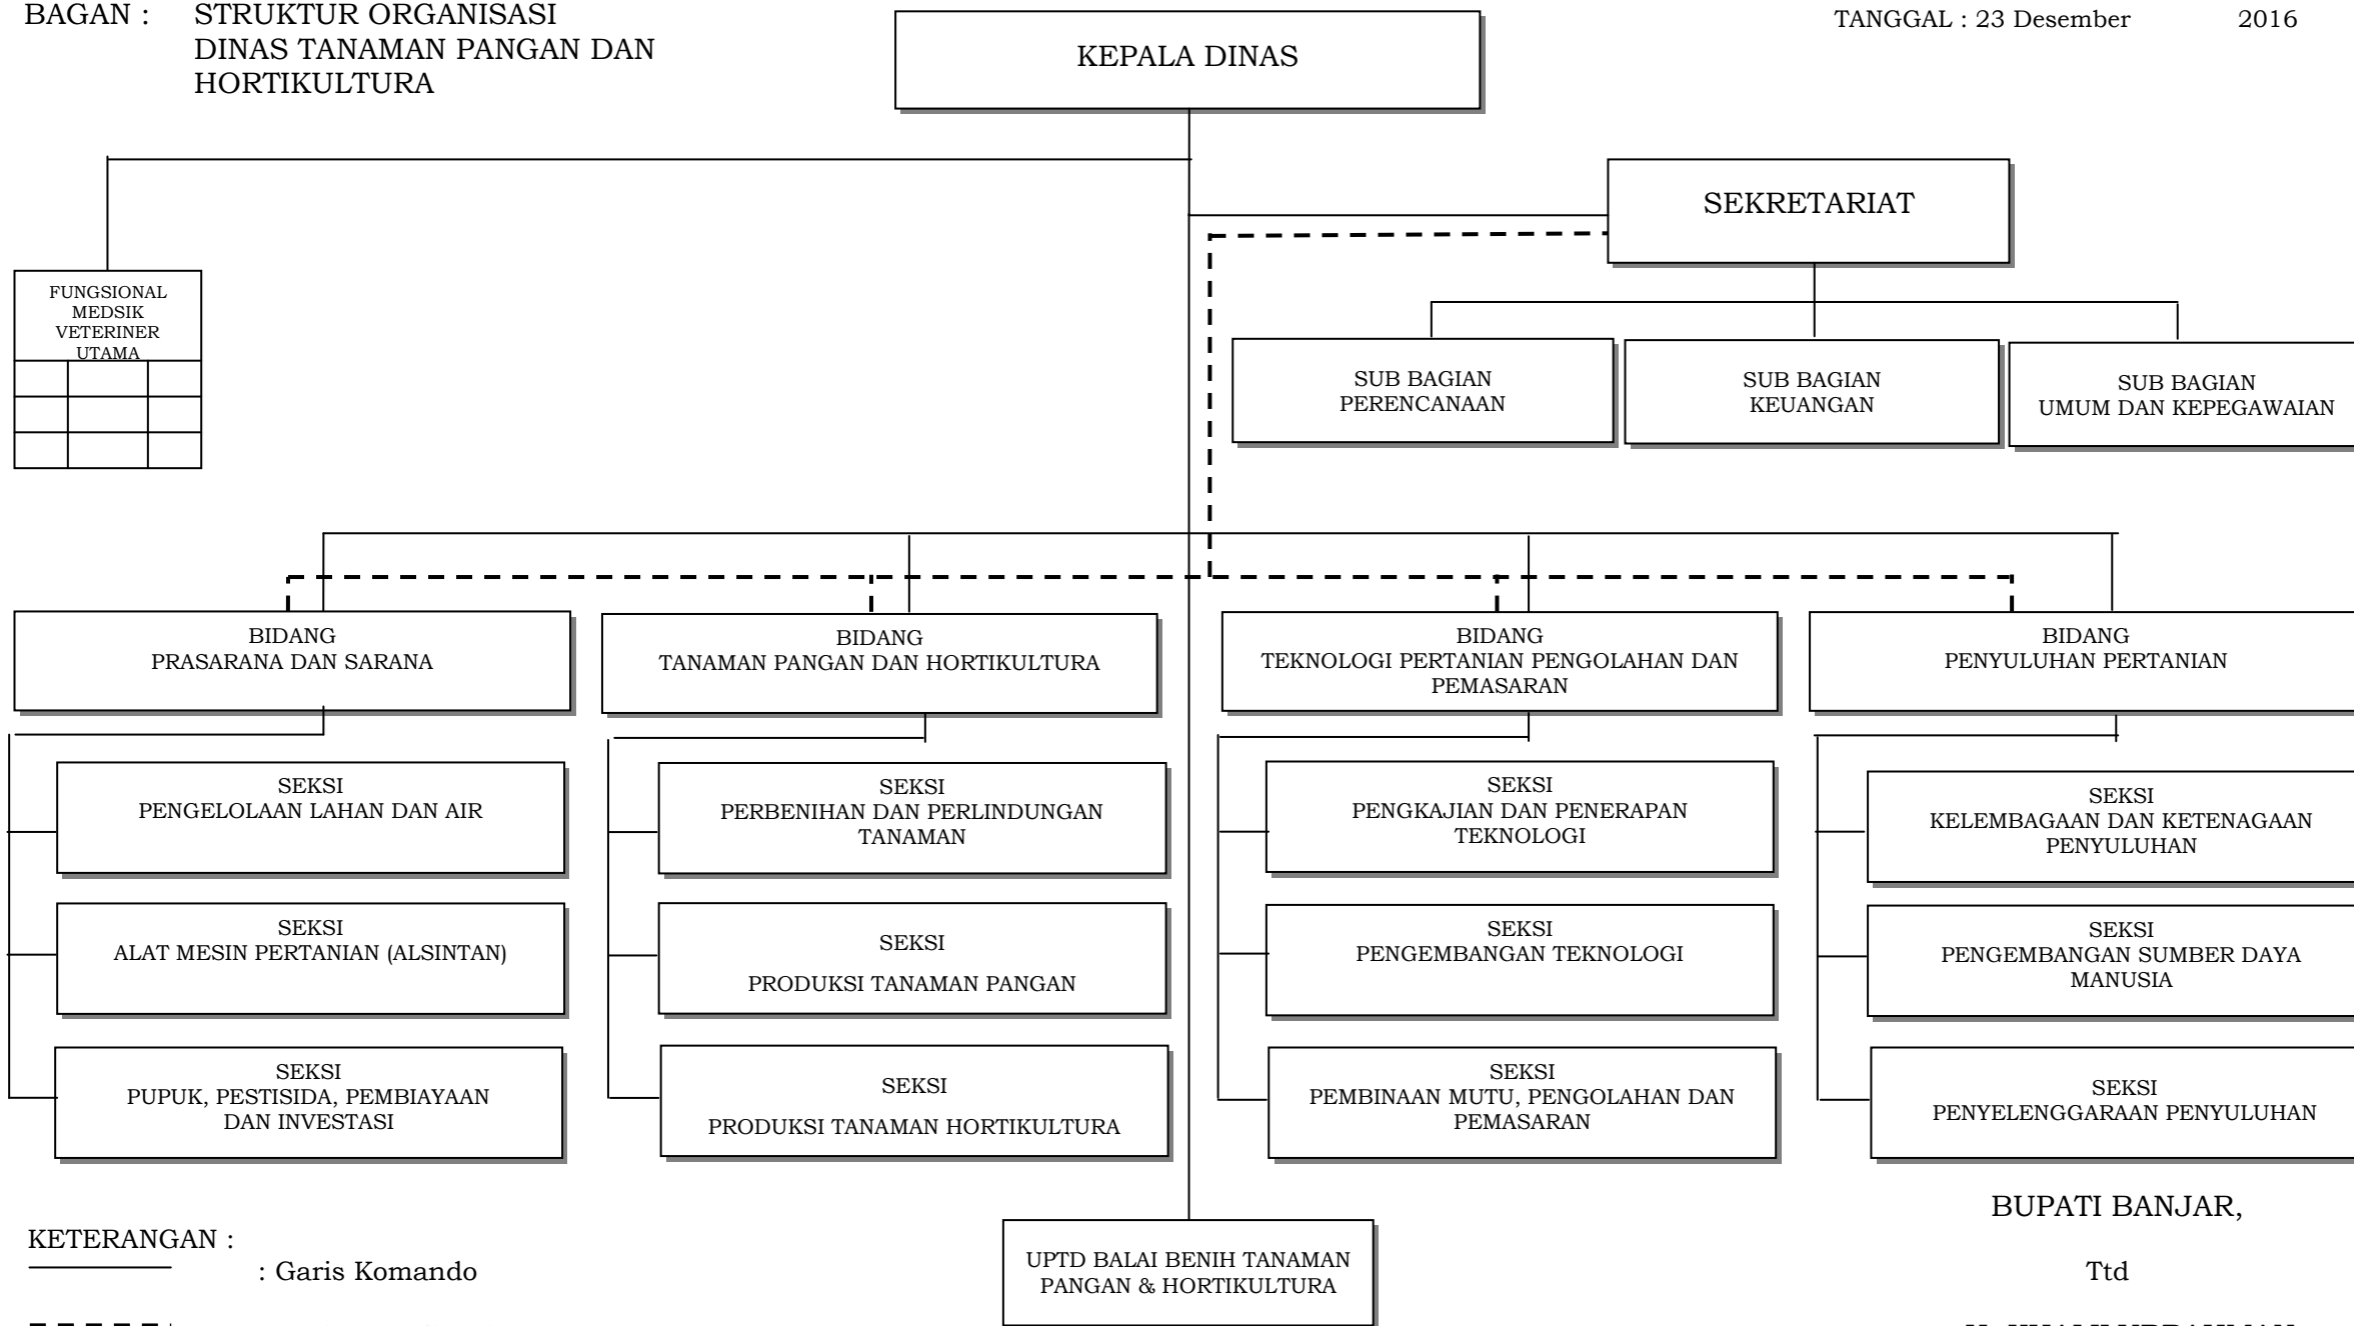 BAGAN : STRUKTUR ORGANISASI
DINAS TANAMAN PANGAN DAN
HORTIKULTURA
TANGGAL : 23 Desember 2016
KEPALA DINAS
SEKRETARIAT
FUNGSIONAL
MEDSIK
VETERINER
UTAMA
SUB BAGIAN
PERENCANAAN
SUB BAGIAN
KEUANGAN
SUB BAGIAN
UMUM DAN KEPEGAWAIAN
BIDANG
PRASARANA DAN SARANA
BIDANG
TANAMAN PANGAN DAN HORTIKULTURA
BIDANG
TEKNOLOGI PERTANIAN PENGOLAHAN DAN
PEMASARAN
BIDANG
PENYULUHAN PERTANIAN
SEKSI
PENGELOLAAN LAHAN DAN AIR
SEKSI
PERBENIHAN DAN PERLINDUNGAN
TANAMAN
SEKSI
PENGKAJIAN DAN PENERAPAN
TEKNOLOGI
SEKSI
KELEMBAGAAN DAN KETENAGAAN
PENYULUHAN
SEKSI
ALAT MESIN PERTANIAN (ALSINTAN)
SEKSI
PRODUKSI TANAMAN PANGAN
SEKSI
PENGEMBANGAN TEKNOLOGI
SEKSI
PENGEMBANGAN SUMBER DAYA
MANUSIA
SEKSI
PUPUK, PESTISIDA, PEMBIAYAAN
DAN INVESTASI
SEKSI
PRODUKSI TANAMAN HORTIKULTURA
SEKSI
PEMBINAAN MUTU, PENGOLAHAN DAN
PEMASARAN
SEKSI
PENYELENGGARAAN PENYULUHAN
KETERANGAN :
: Garis Komando
UPTD BALAI BENIH TANAMAN
PANGAN & HORTIKULTURA
BUPATI BANJAR,
Ttd